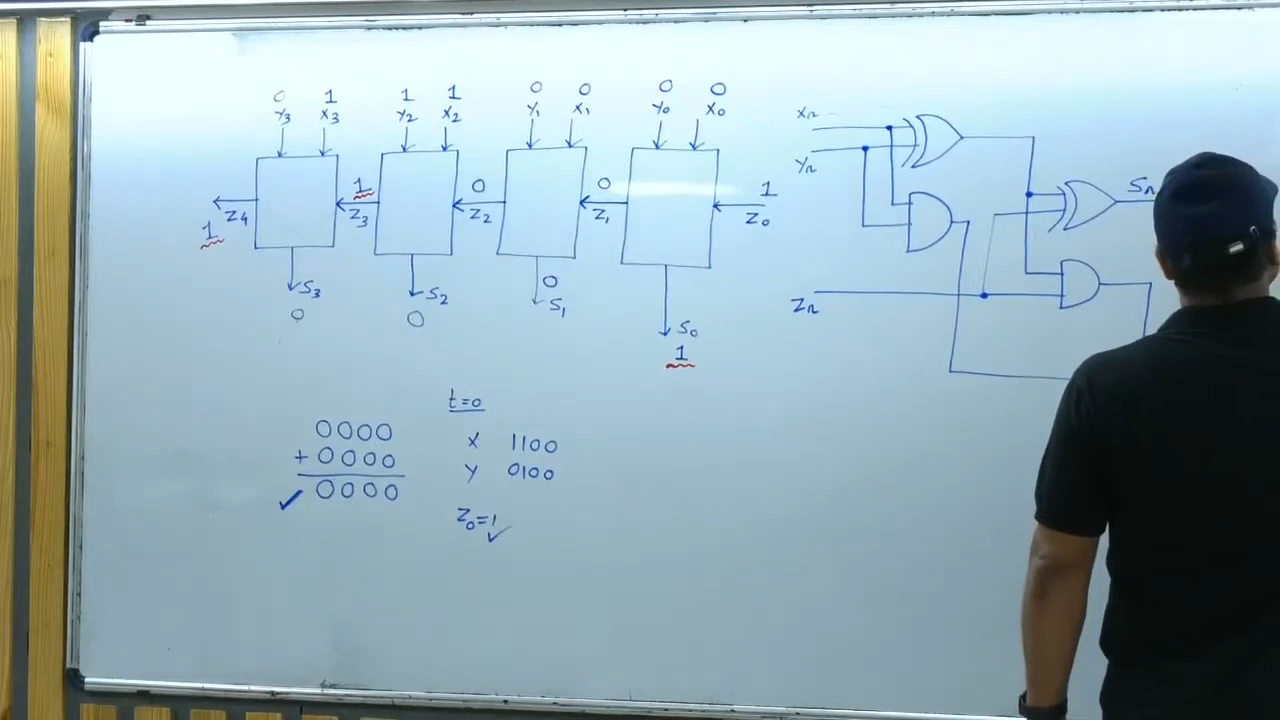 0 1 1 1 0 0 0 0
Y3 X3 Y2 X2 Y1 X1 Y0 X0
1 0 0 1
Z4 Z3 Z2 Z1 Z0
1
S3 S2 0 S0
0 0 S1 1
t=0
0000
+0000
0000
X 1100
Y 0100
Z0=1
Xn
Yn
Sn
Zn